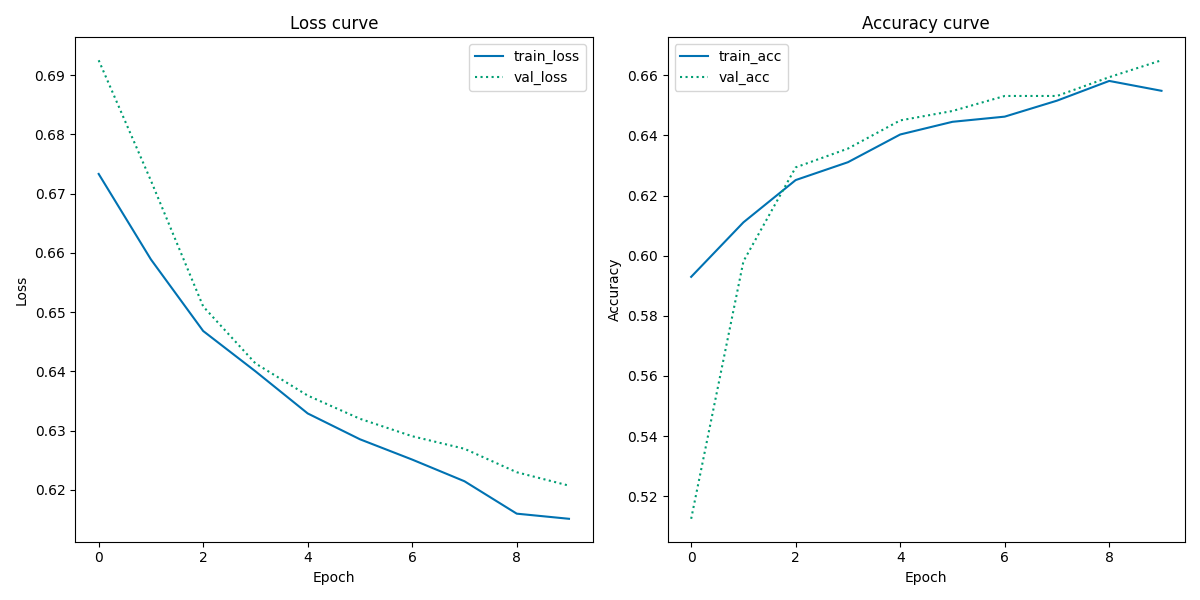 Loss curve
train_loss
val_loss
0.69
0.68
0.67
0.66
0.65
0.64
0.63
0.62
Loss
0
2
4
6
8
Epoch
Accuracy curve
train_acc
val_acc
0.66
0.64
0.62
0.60
0.58
0.56
0.54
0.52
Accuracy
0
2
4
6
8
Epoch